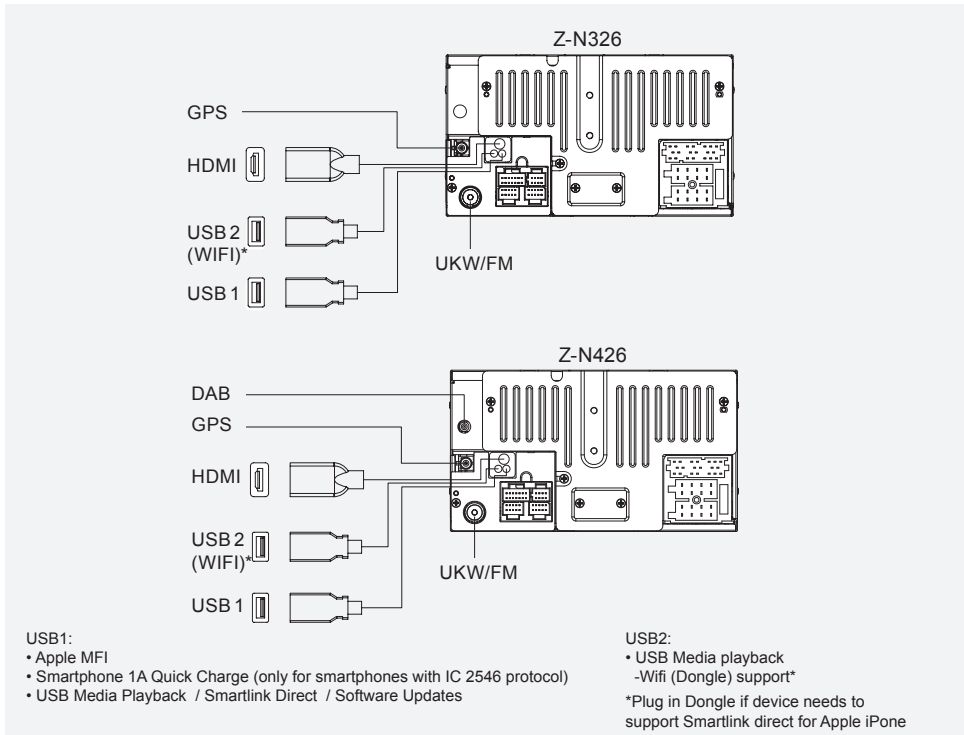 Z-N326
GPS
HDMI
USB 2
(WIFI)*
USB 1
UKW/FM
Z-N426
DAB
GPS
HDMI
USB 2
(WIFI)*
USB 1
UKW/FM
USB1:
• Apple MFI
• Smartphone 1A Quick Charge (only for smartphones with IC 2546 protocol)
• USB Media Playback / Smartlink Direct / Software Updates
USB2:
• USB Media playback
-Wifi (Dongle) support*
*Plug in Dongle if device needs to
support Smartlink direct for Apple iPone